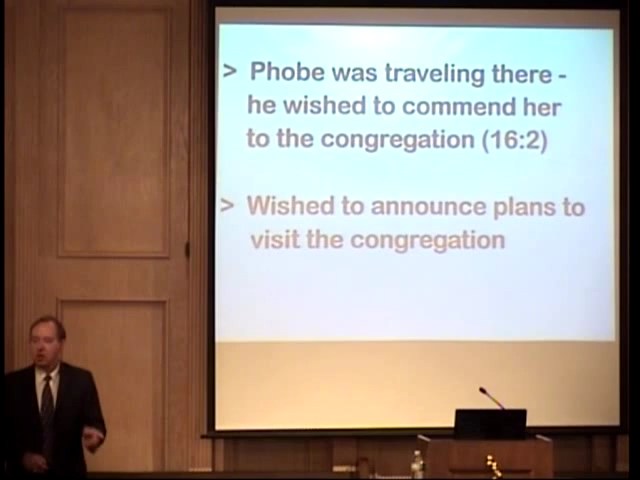 > Phobe was traveling there -
he wished to commend her
to the congregation (16:2)
> Wished to announce plans to
visit the congregation